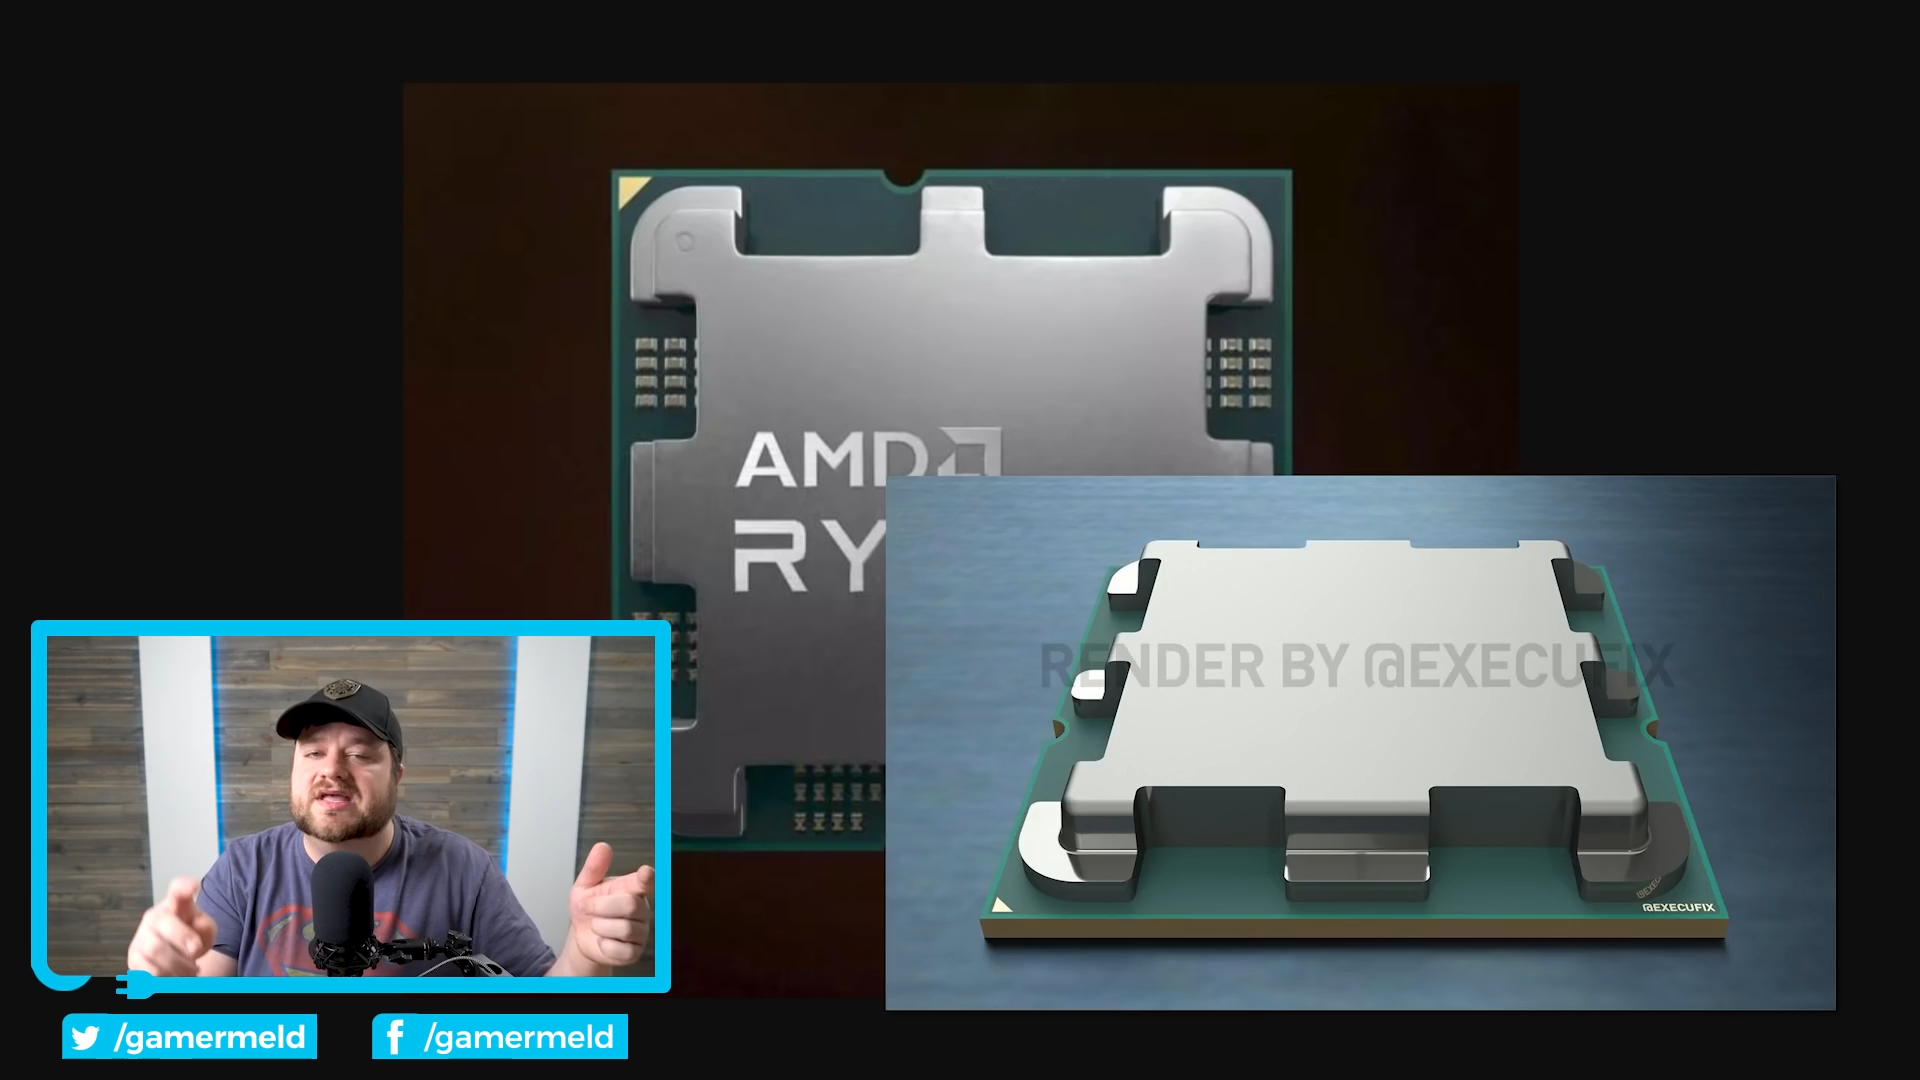 AMD
RY
RENDER BY @EXECUFIX
@EXECUFIX
/gamermeld
/gamermeld